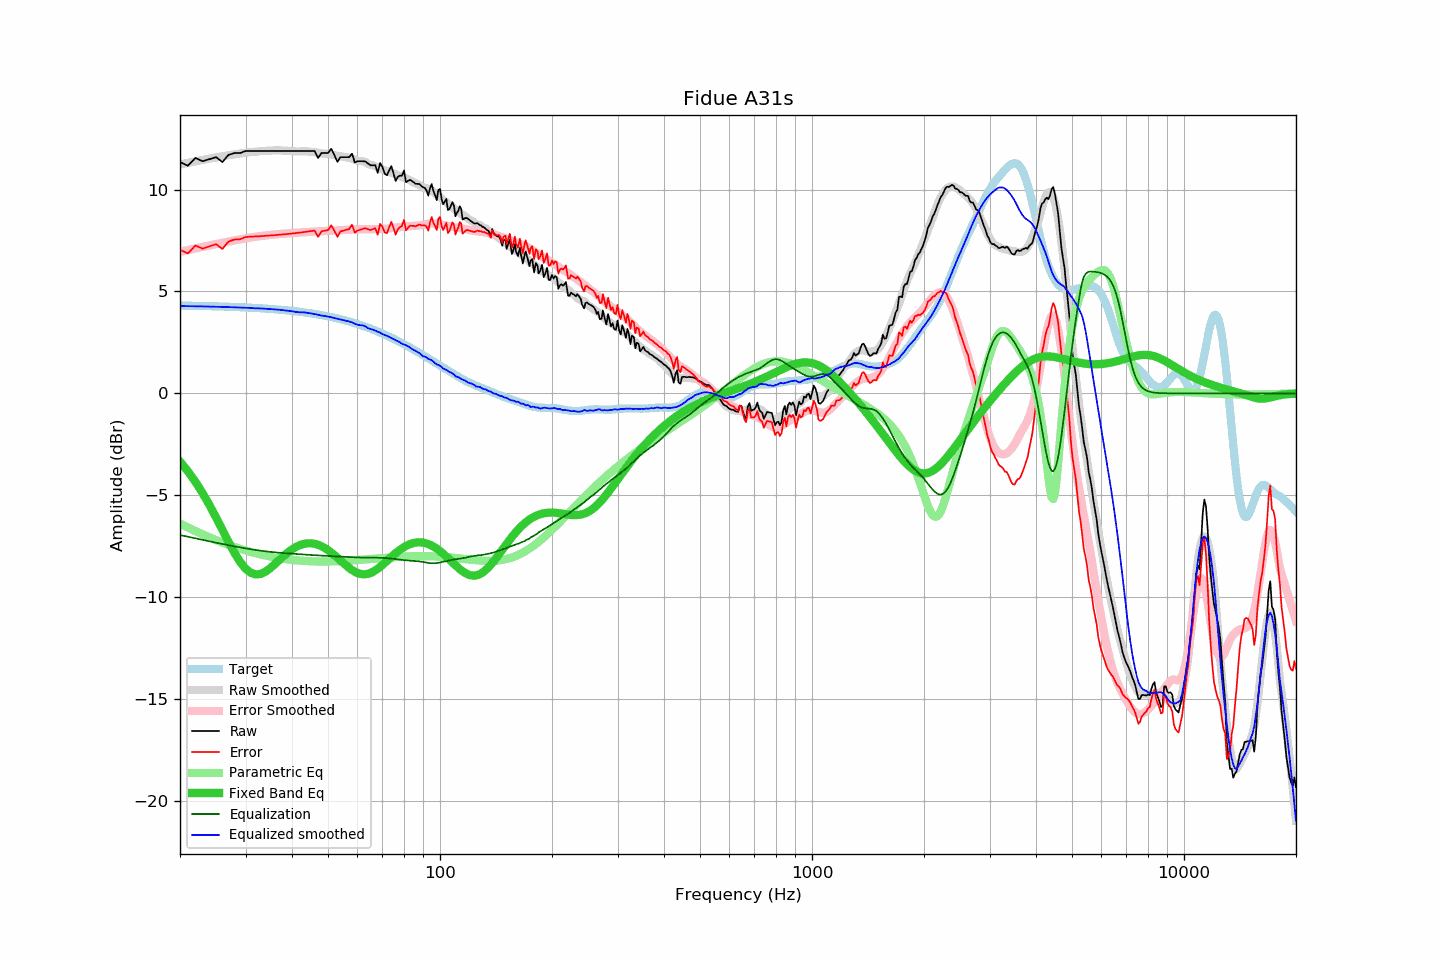 Fidue A31s
Amplitude (dBr)
10
5
0
−5
−10
−15
−20
Target
Raw Smoothed
Error Smoothed
Raw
Error
Parametric Eq
Fixed Band Eq
Equalization
Equalized smoothed
100
1000
10000
Frequency (Hz)